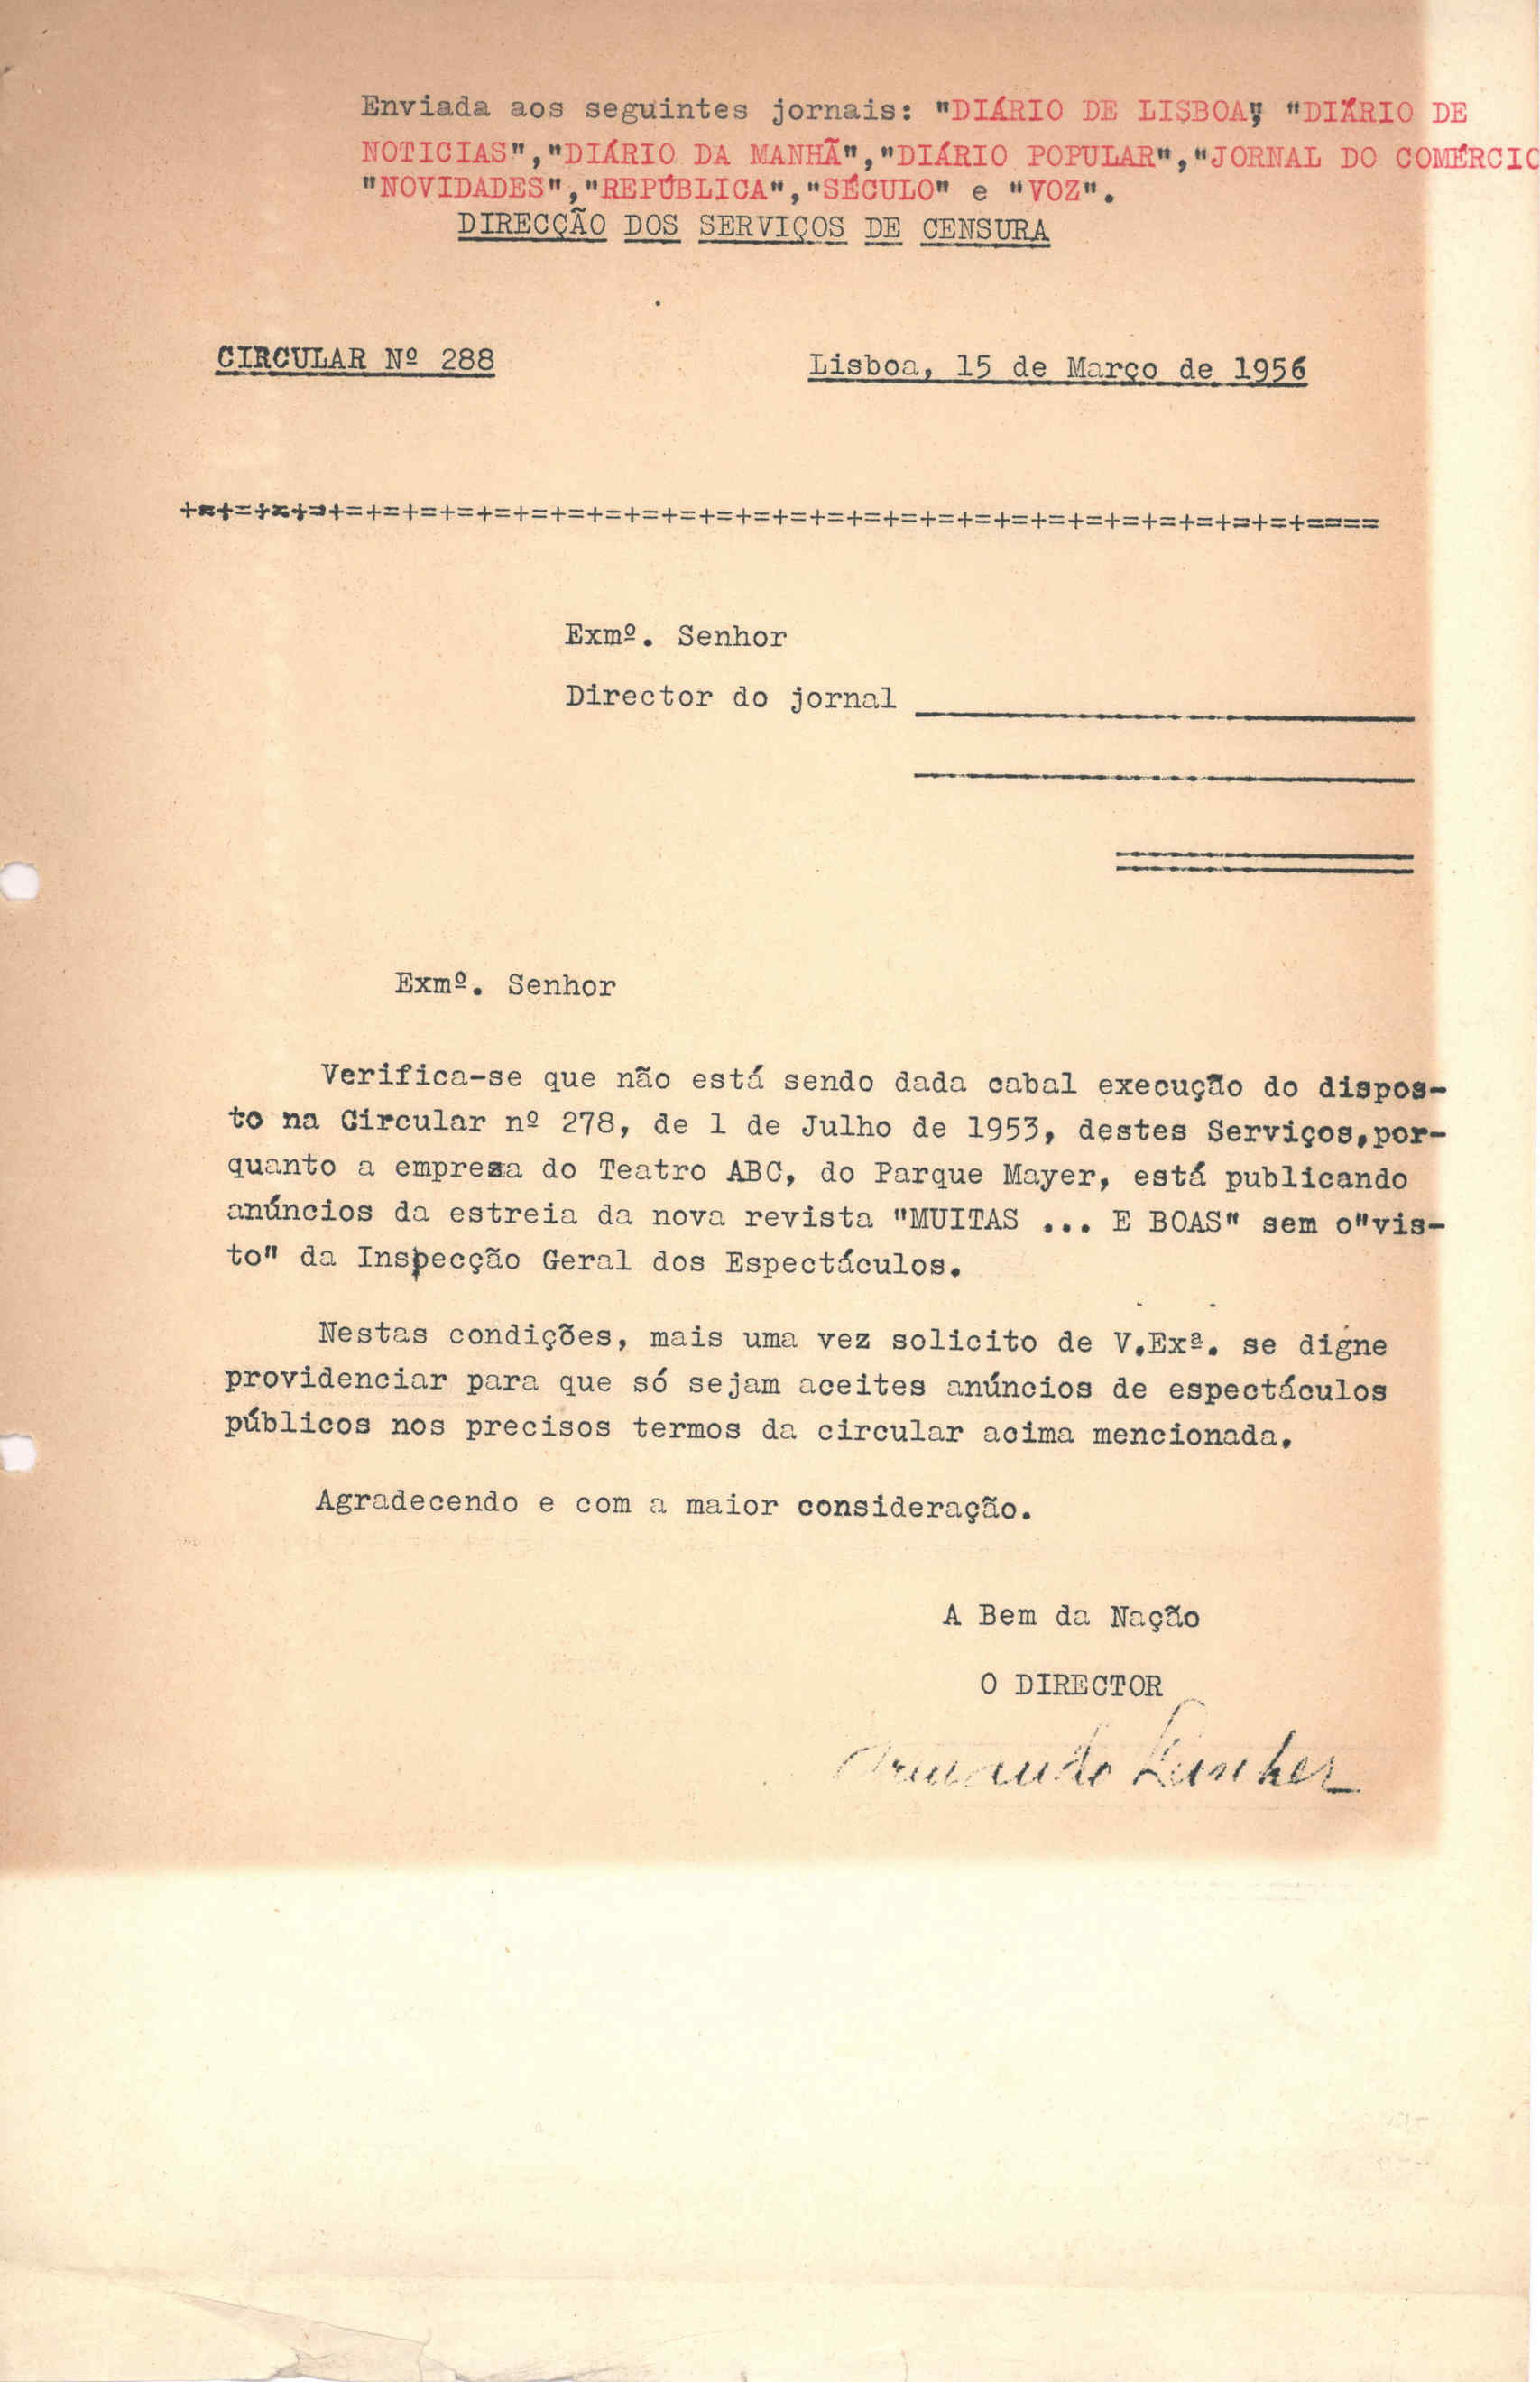 Enviada aos seguintes jornais: "DIÁRIO DE LISBOA", "DIÁRIO DE
NOTICIAS","DIÁRIO DA MANHÃ","DIÁRIO POPULAR","JORNAL DO COMÉRCIO
"NOVIDADES","REPÚBLICA","SÉCULO" e "VOZ".
DIRECÇÃO DOS SERVIÇOS DE CENSURA
CIRCULAR Nº 288
Lisboa, 15 de Março de 1956
+=+=+=+=+=+=+=+=+=+=+=+=+=+=+=+=+=+=+=+=+=+=+=+=+=+=+=+=+=+=+====
Exmº. Senhor
Director do jornal
Exmº. Senhor
Verifica-se que não está sendo dada cabal execução do dispos-
to na Circular nº 278, de 1 de Julho de 1953, destes Serviços,por-
quanto a empresa do Teatro ABC, do Parque Mayer, está publicando
anúncios da estreia da nova revista "MUITAS ... E BOAS" sem o"vis-
to" da Inspecção Geral dos Espectáculos.
Nestas condições, mais uma vez solicito de V.Exª. se digne
providenciar para que só sejam aceites anúncios de espectáculos
públicos nos precisos termos da circular acima mencionada.
Agradecendo e com a maior consideração.
A Bem da Nação
O DIRECTOR
Armando